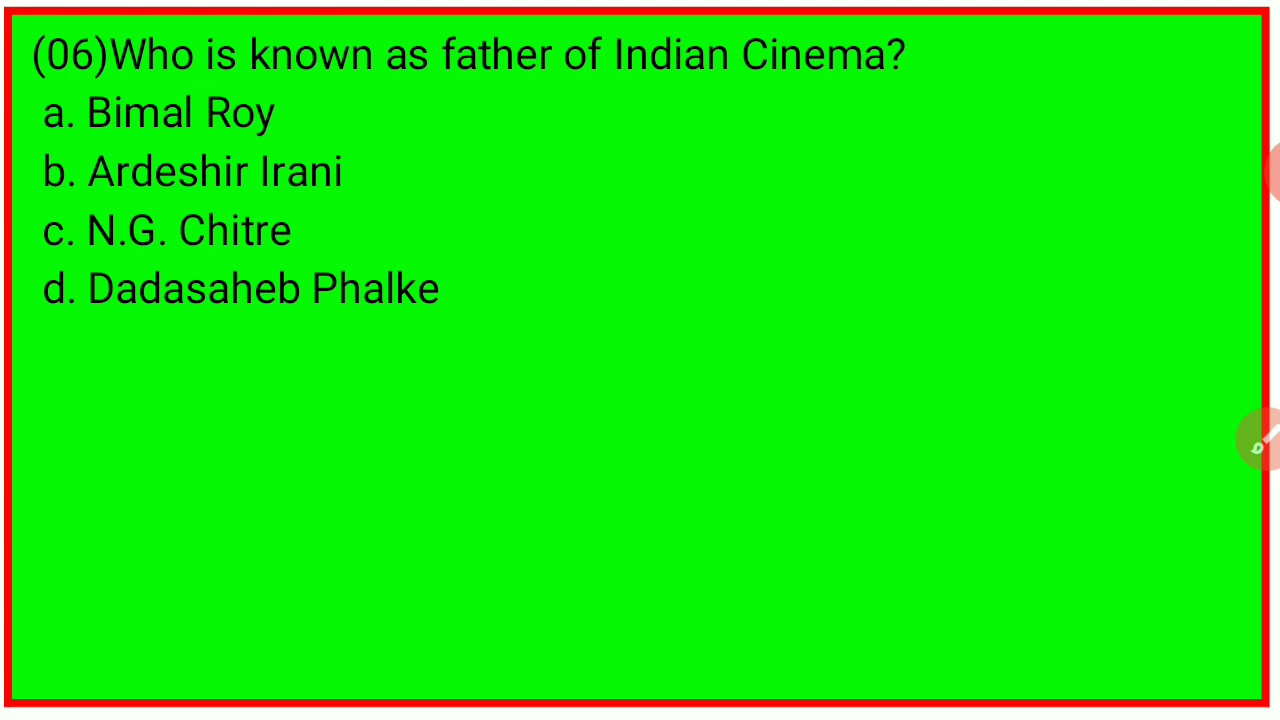 (06)Who is known as father of Indian Cinema?
a. Bimal Roy
b. Ardeshir Irani
c. N.G. Chitre
d. Dadasaheb Phalke